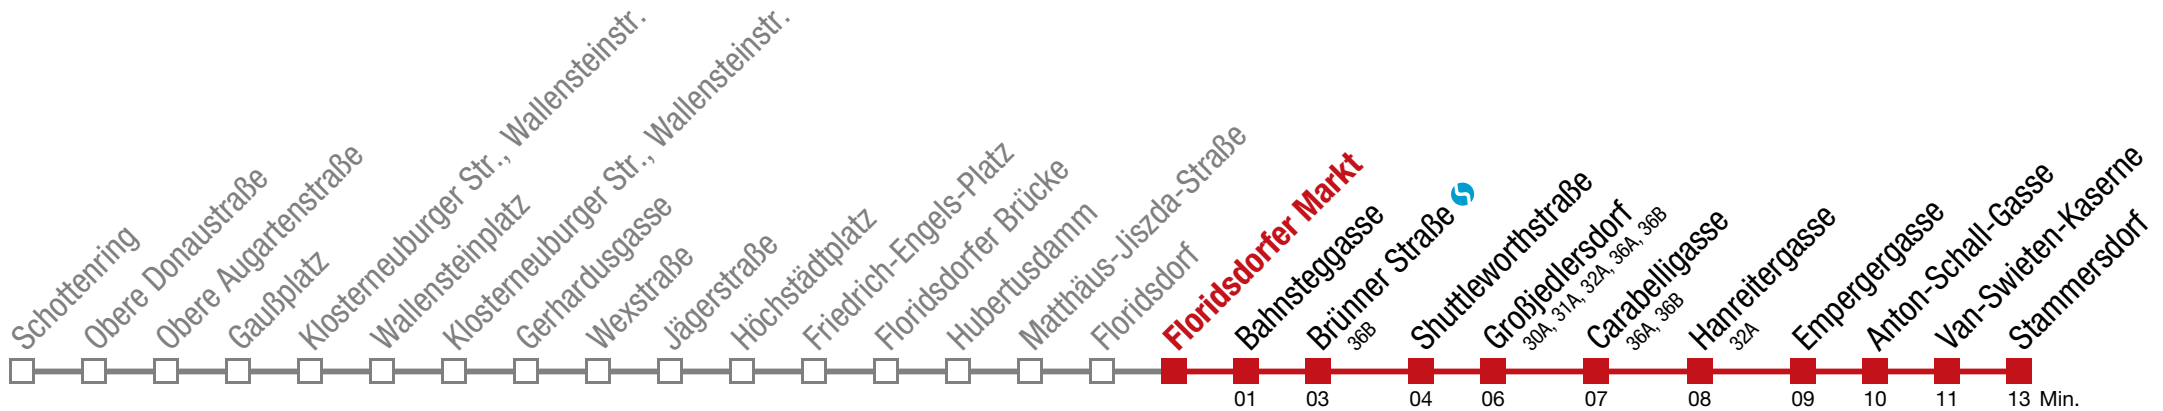 Schottenring
Obere Donaustraße
Obere Augartenstraße
Gaußplatz
Klosterneuburger Str., Wallensteinstr.
Wallensteinplatz
Klosterneuburger Str., Wallensteinstr.
Gerhardusgasse
Wexstraße
Jägerstraße
Höchstädtplatz
Friedrich-Engels-Platz
Floridsdorfer Brücke
Hubertusdamm
Matthäus-Jiszda-Straße
Floridsdorf
Floridsdorfer Markt
Bahnsteggasse
Brünner Straße
36B
Shuttleworthstraße
Großjedlersdorf
30A, 31A, 32A, 36A, 36B
Carabelligasse
36A, 36B
Hanreitergasse
32A
Empergergasse
Anton-Schall-Gasse
Van-Swieten-Kaserne
Stammersdorf
01 03 04 06 07 08 09 10 11 13 Min.